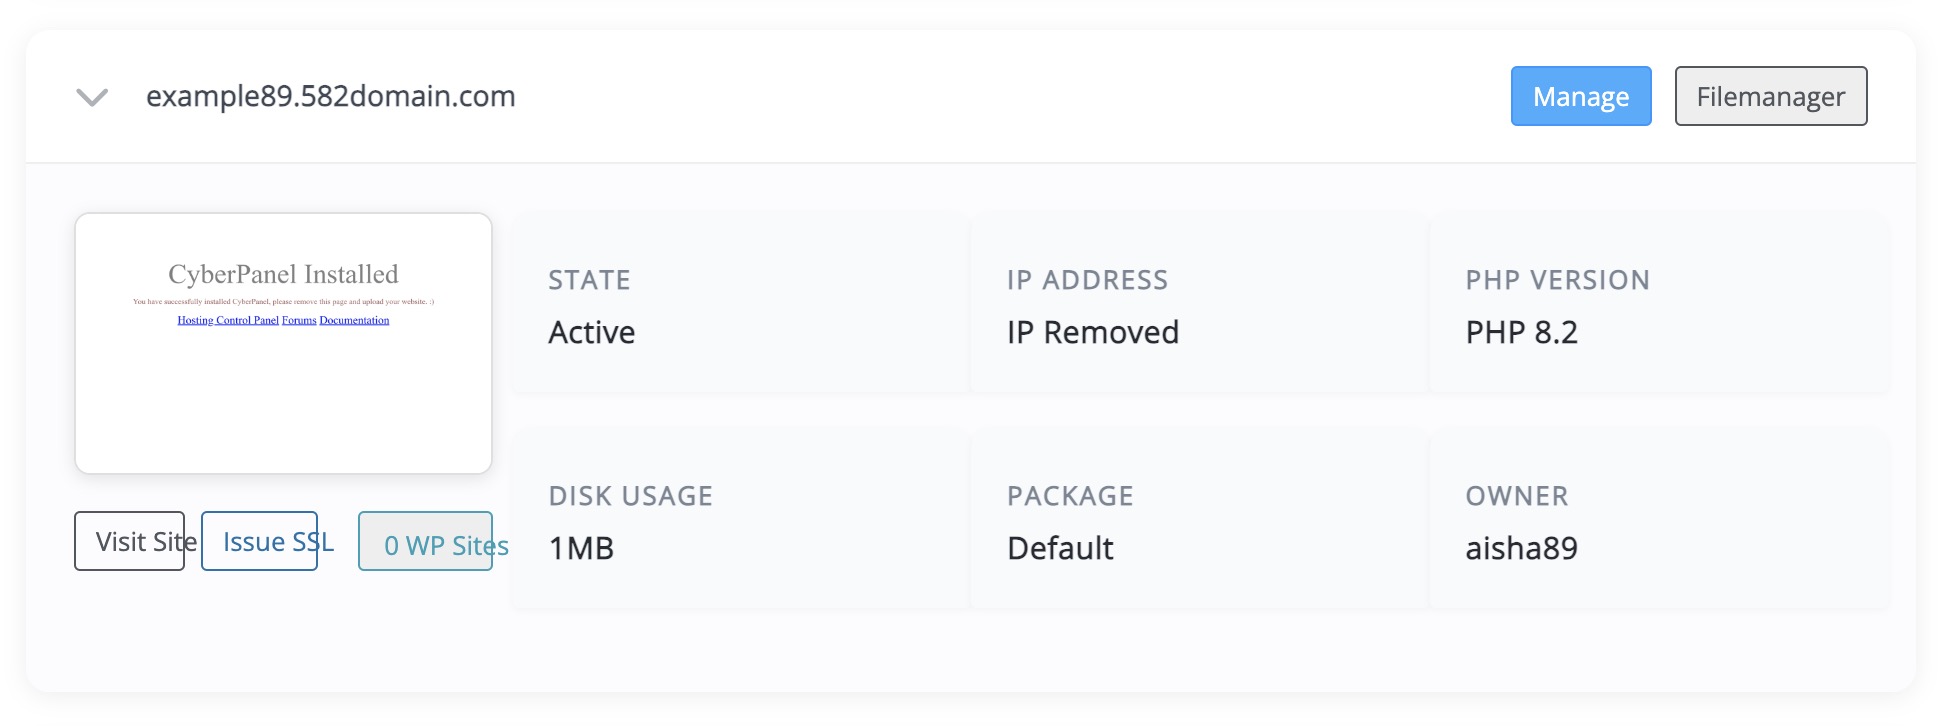 example89.582domain.com
Manage
Filemanager
CyberPanel Installed
You have successfully installed CyberPanel, please remove this page and upload your website. :)
Hosting Control Panel Forums Documentation
Visit Site
Issue SSL
0 WP Sites
STATE
Active
IP ADDRESS
IP Removed
PHP VERSION
PHP 8.2
DISK USAGE
1MB
PACKAGE
Default
OWNER
aisha89